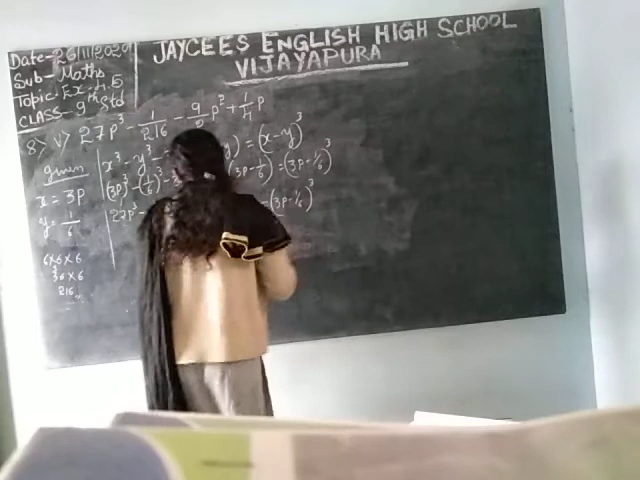 Date-26/11/2020
Sub- Maths
Topic: Ex:-4.5
CLASS- 9th Std
JAYCEES ENGLISH HIGH SCHOOL
VIJAYAPURA
8> V> 27p³ - 1/216 - 9/2 p² + 1/4 p
given
x = 3p
y = 1/6
6×6×6
36×6
216
x³ - y³ - y) = (x-y)³
(3p)³ - (1/6)³ - 3 (3p - 1/6) = (3p - 1/6)³
27p³ - = (3p - 1/6)³